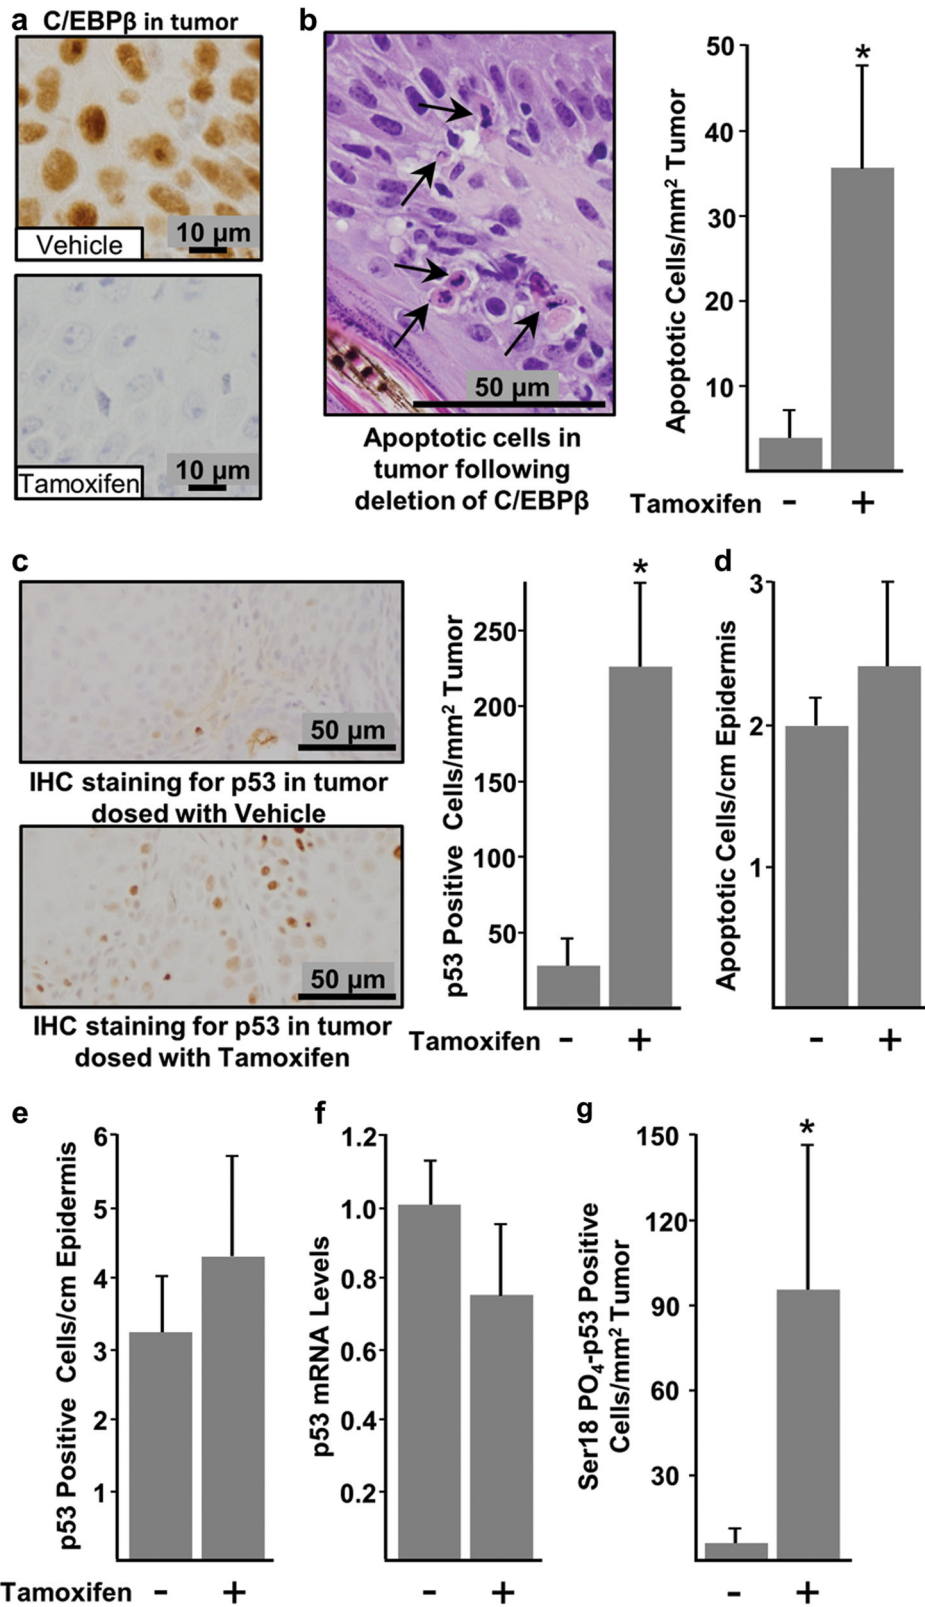 a
C/EBPβ in tumor
Vehicle
10 µm
Tamoxifen
10 µm
b
50 µm
Apoptotic cells in
tumor following
deletion of C/EBPβ
Apoptotic Cells/mm² Tumor
50
40
30
20
10
*
Tamoxifen - +
c
50 µm
IHC staining for p53 in tumor
dosed with Vehicle
50 µm
IHC staining for p53 in tumor
dosed with Tamoxifen
p53 Positive Cells/mm² Tumor
250
200
150
100
50
*
Tamoxifen - +
d
Apoptotic Cells/cm Epidermis
3
2
1
- +
e
p53 Positive Cells/cm Epidermis
6
5
4
3
2
1
Tamoxifen - +
f
p53 mRNA Levels
1.2
1.0
0.8
0.6
0.4
0.2
- +
g
Ser18 PO₄-p53 Positive
Cells/mm² Tumor
150
120
90
60
30
*
- +